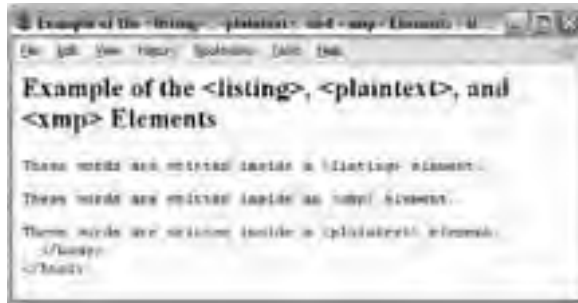 Example of the <listing>, <plaintext>, and <xmp> Elements
File Edit View History Bookmarks Tools Help
Example of the <listing>, <plaintext>, and
<xmp> Elements
These words are written inside a <listing> element.
These words are written inside an <xmp> element.
These words are written inside a <plaintext> element.
</body>
</html>